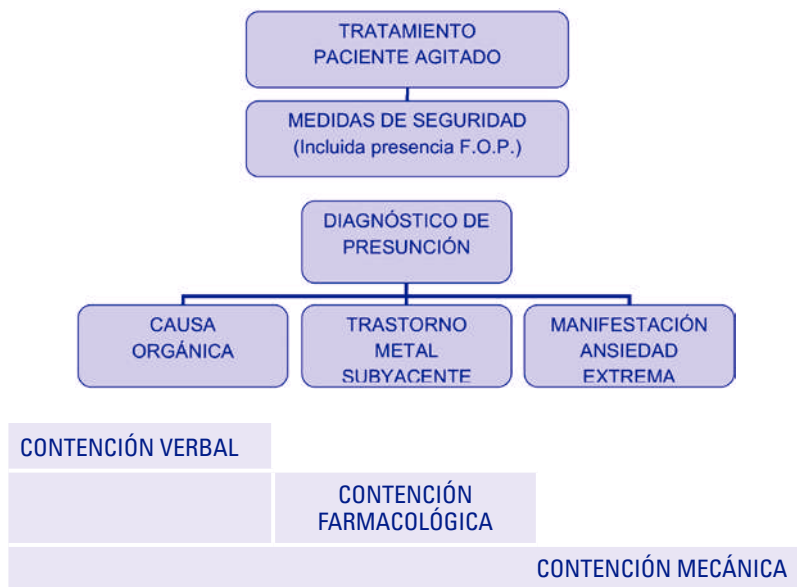 TRATAMIENTO
PACIENTE AGITADO
MEDIDAS DE SEGURIDAD
(Incluida presencia F.O.P.)
DIAGNÓSTICO DE
PRESUNCIÓN
CAUSA
ORGÁNICA
TRASTORNO
METAL
SUBYACENTE
MANIFESTACIÓN
ANSIEDAD
EXTREMA
CONTENCIÓN VERBAL
CONTENCIÓN
FARMACOLÓGICA
CONTENCIÓN MECÁNICA